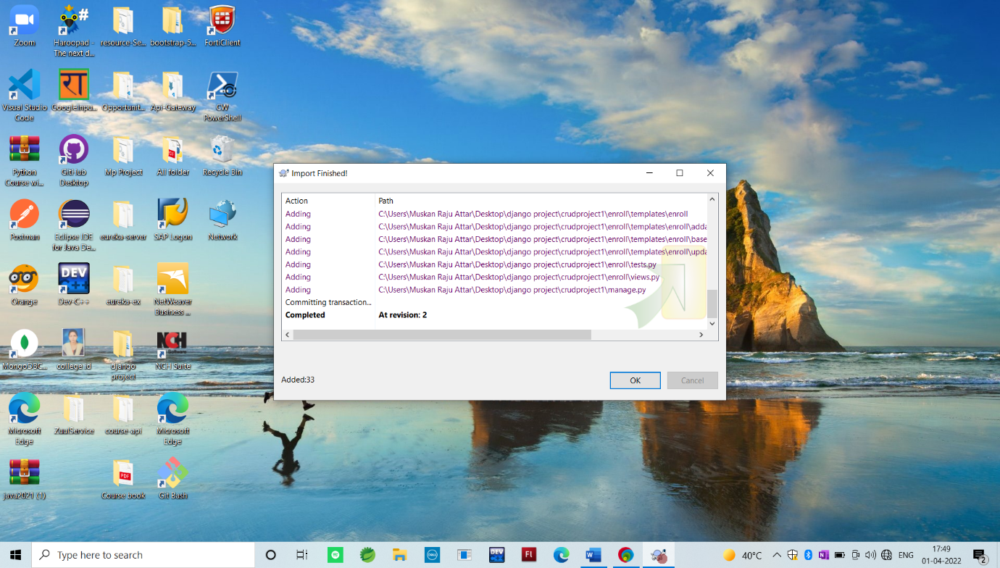 Zoom
Haroopad -
The next d...
resource-Se...
bootstrap-5...
FortiClient
Visual Studio
Code
रा
GoogleInpu...
Opportunit...
Api-Gateway
GW
PowerShell
Python
Course wi...
GitHub
Desktop
Mp Project
All folder
Recycle Bin
Postman
Eclipse IDE
for Java De...
eureka-server
SAP Logon
Network
Orange
DEV
Dev-C++
eureka-ex
NetWeaver
Business ...
MongoDBC...
college id
django
project
NCH
Software
NCH Suite
Microsoft
Edge
ZuulService
course-api
Microsoft
Edge
java2021 (1)
PDF
Course book
Git Bash
Import Finished!
Action Path
Adding C:\Users\Muskan Raju Attar\Desktop\django project\crudproject1\enroll\templates\enroll
Adding C:\Users\Muskan Raju Attar\Desktop\django project\crudproject1\enroll\templates\enroll\adda
Adding C:\Users\Muskan Raju Attar\Desktop\django project\crudproject1\enroll\templates\enroll\base
Adding C:\Users\Muskan Raju Attar\Desktop\django project\crudproject1\enroll\templates\enroll\upda
Adding C:\Users\Muskan Raju Attar\Desktop\django project\crudproject1\enroll\tests.py
Adding C:\Users\Muskan Raju Attar\Desktop\django project\crudproject1\enroll\views.py
Adding C:\Users\Muskan Raju Attar\Desktop\django project\crudproject1\manage.py
Committing transaction...
Completed At revision: 2
Added:33
OK
Cancel
Type here to search
DELL
DEV
FL
W
40°C
ENG
17:49
01-04-2022
2